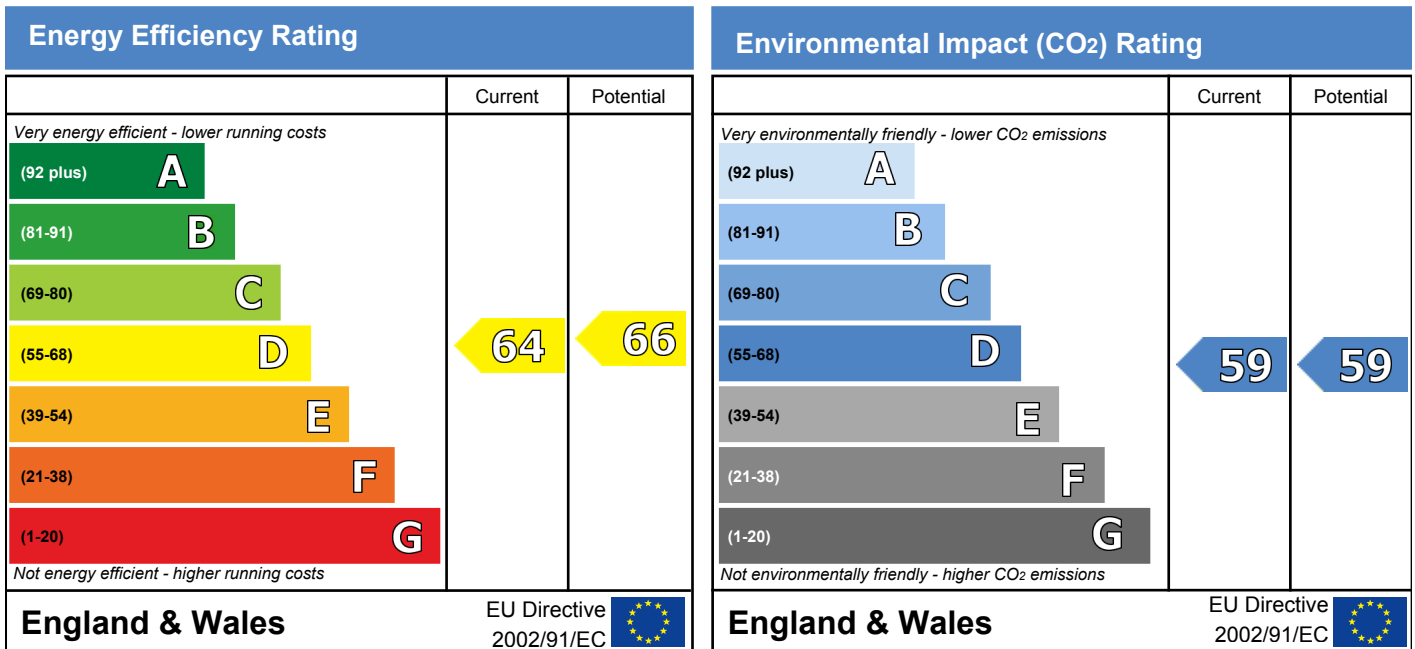 Energy Efficiency Rating
Current Potential
Very energy efficient - lower running costs
(92 plus) A
(81-91) B
(69-80) C
(55-68) D
64 66
(39-54) E
(21-38) F
(1-20) G
Not energy efficient - higher running costs
England & Wales
EU Directive
2002/91/EC
Environmental Impact (CO2) Rating
Current Potential
Very environmentally friendly - lower CO2 emissions
(92 plus) A
(81-91) B
(69-80) C
(55-68) D
59 59
(39-54) E
(21-38) F
(1-20) G
Not environmentally friendly - higher CO2 emissions
England & Wales
EU Directive
2002/91/EC